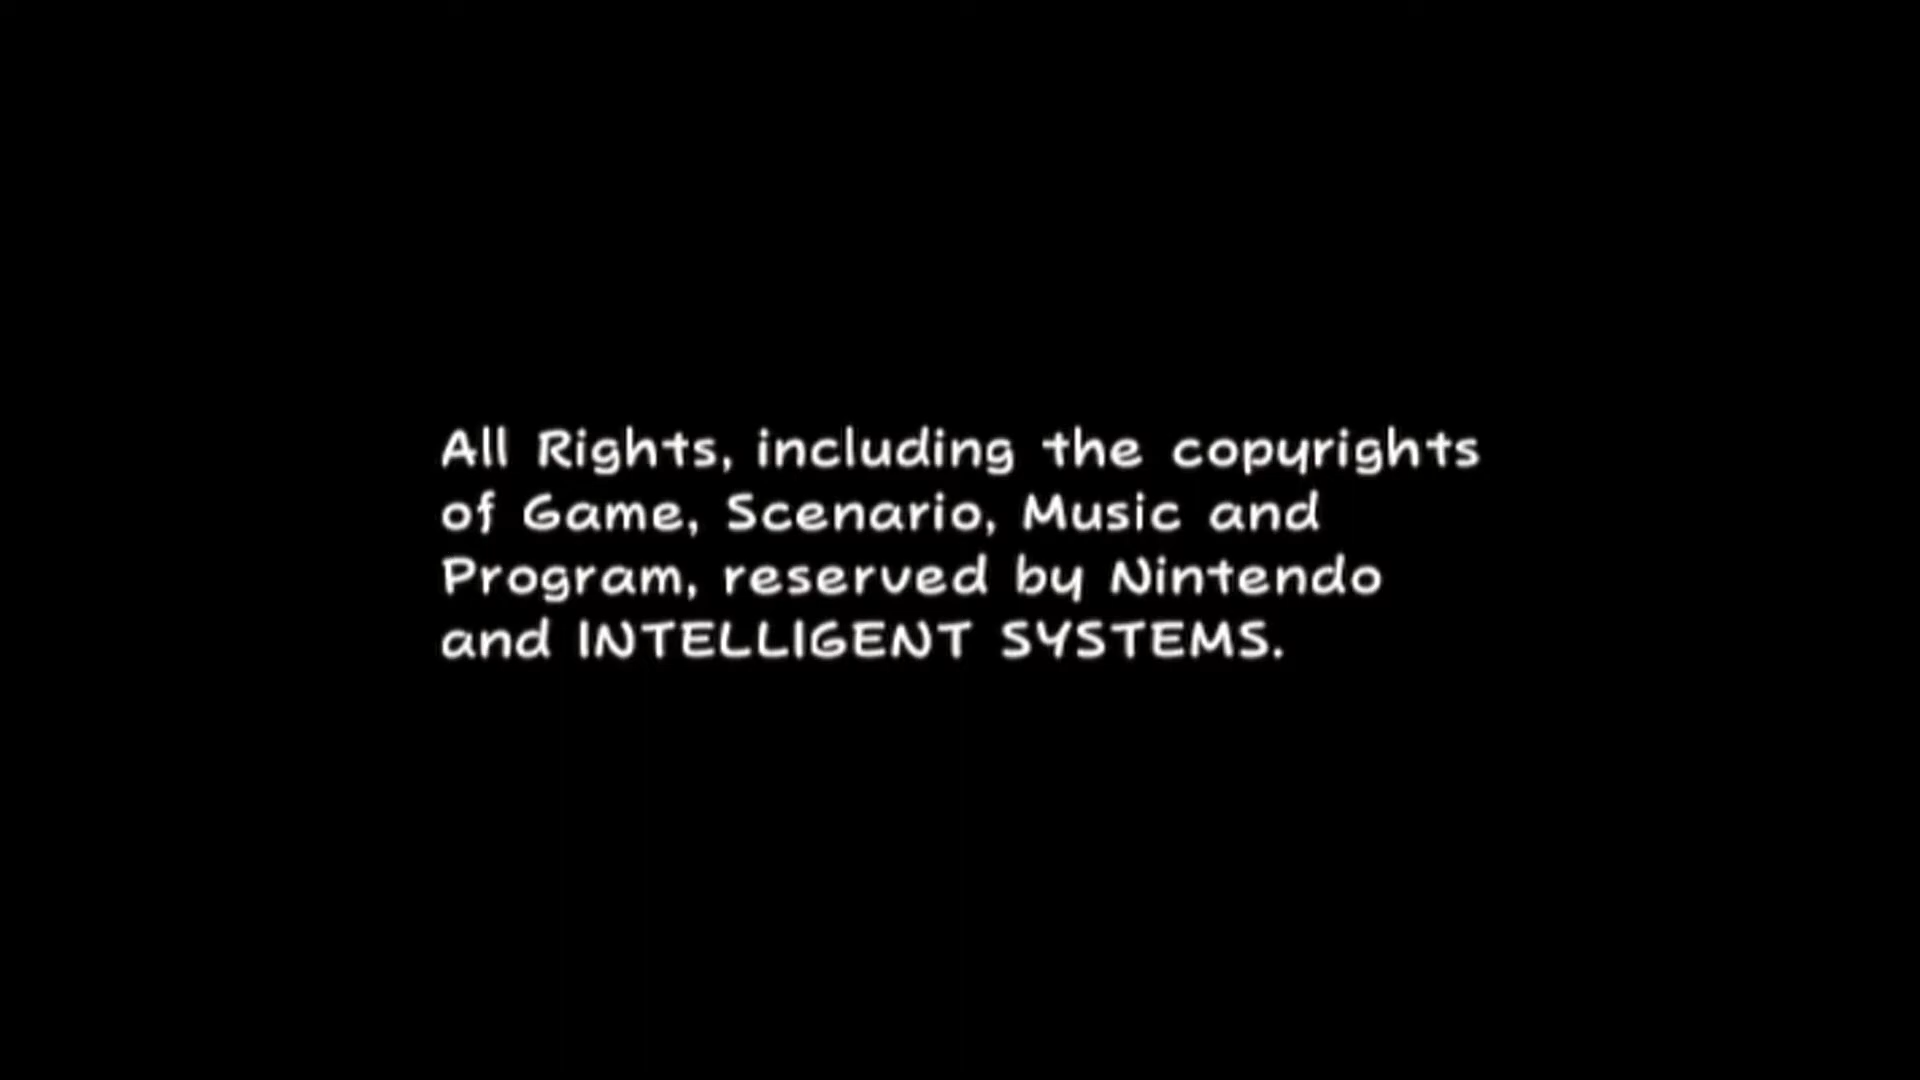 All Rights, including the copyrights
of Game, Scenario, Music and
Program, reserved by Nintendo
and INTELLIGENT SYSTEMS.